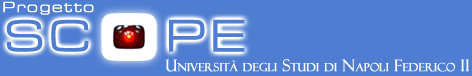 Progetto
SCOPE
Università degli Studi di Napoli Federico II